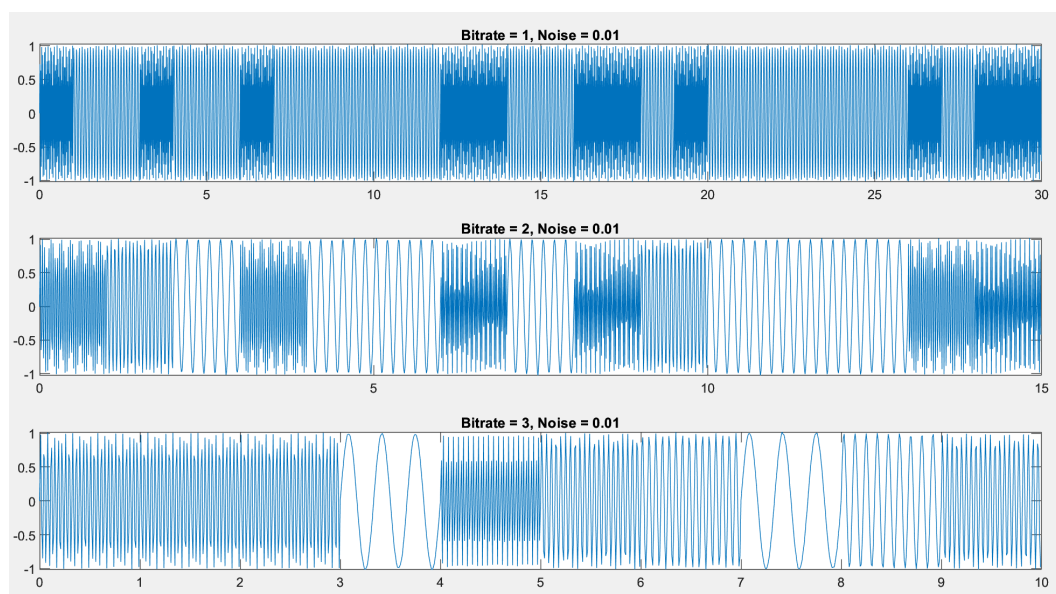 Bitrate = 1, Noise = 0.01
1
0.5
0
-0.5
-1
0 5 10 15 20 25 30
Bitrate = 2, Noise = 0.01
1
0.5
0
-0.5
-1
0 5 10 15
Bitrate = 3, Noise = 0.01
1
0.5
0
-0.5
-1
0 1 2 3 4 5 6 7 8 9 10